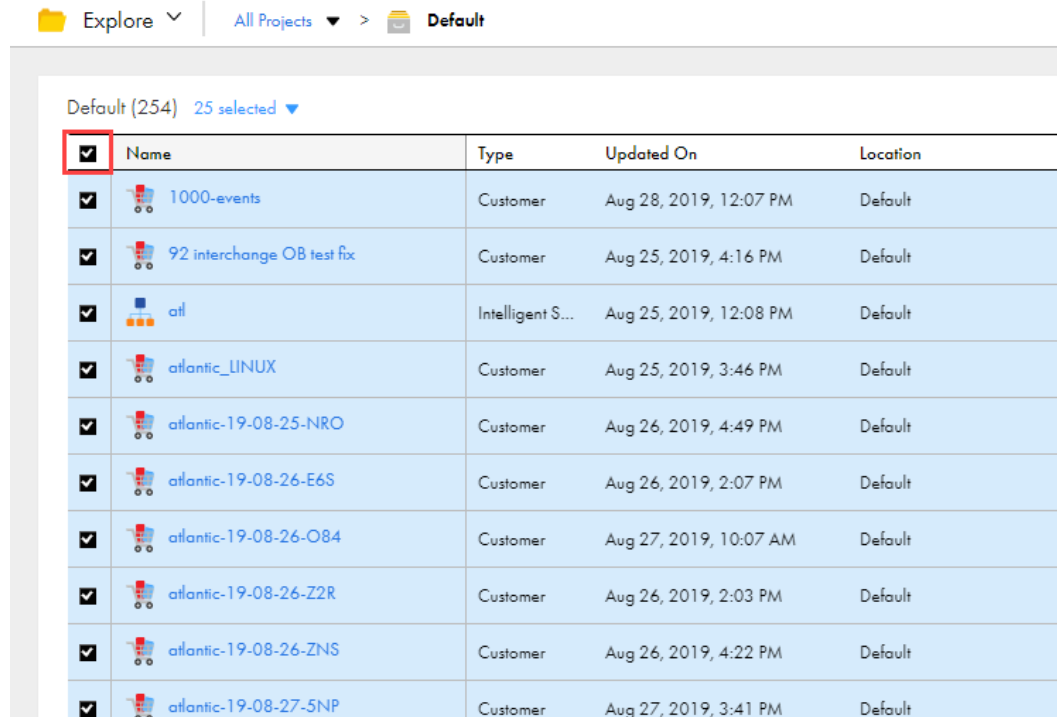 Explore All Projects > Default
Default (254) 25 selected
Name Type Updated On Location
1000-events Customer Aug 28, 2019, 12:07 PM Default
92 interchange OB test fix Customer Aug 25, 2019, 4:16 PM Default
atl Intelligent S... Aug 25, 2019, 12:08 PM Default
atlantic_LINUX Customer Aug 25, 2019, 3:46 PM Default
atlantic-19-08-25-NRO Customer Aug 26, 2019, 4:49 PM Default
atlantic-19-08-26-E6S Customer Aug 26, 2019, 2:07 PM Default
atlantic-19-08-26-O84 Customer Aug 27, 2019, 10:07 AM Default
atlantic-19-08-26-Z2R Customer Aug 26, 2019, 2:03 PM Default
atlantic-19-08-26-ZNS Customer Aug 26, 2019, 4:22 PM Default
atlantic-19-08-27-5NP Customer Aug 27, 2019, 3:41 PM Default